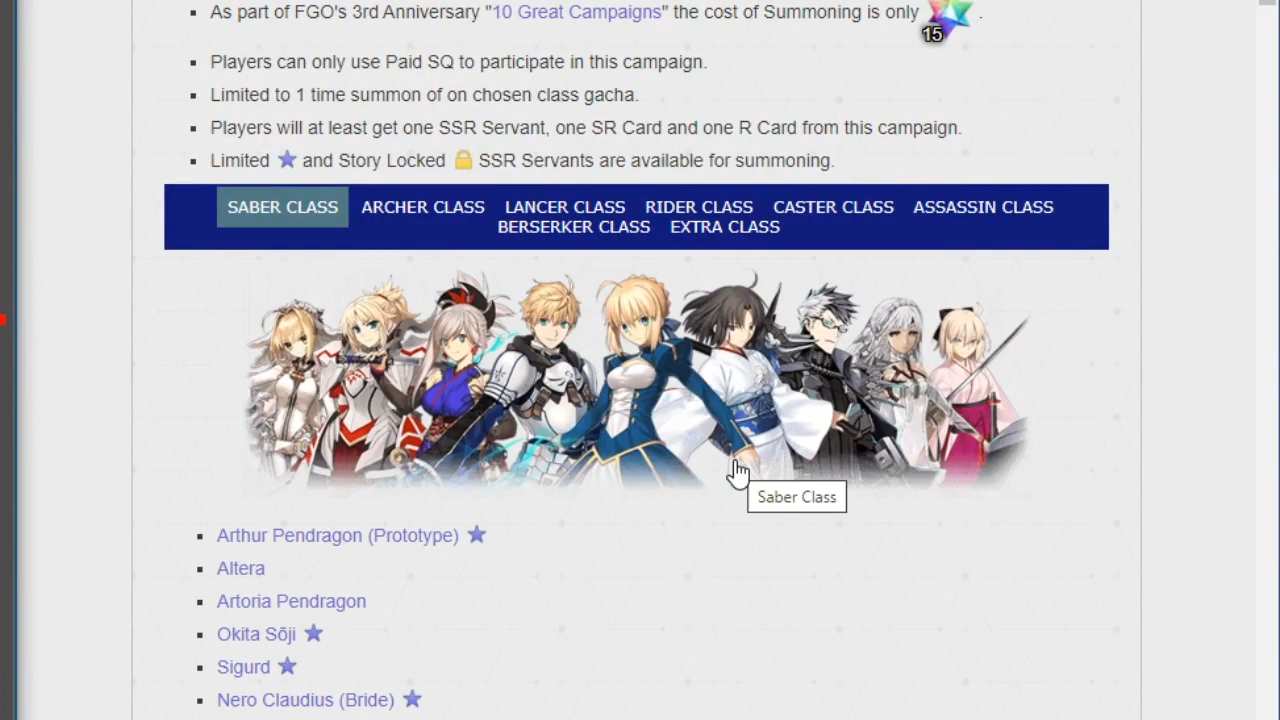 As part of FGO's 3rd Anniversary "10 Great Campaigns" the cost of Summoning is only 15 .
Players can only use Paid SQ to participate in this campaign.
Limited to 1 time summon of on chosen class gacha.
Players will at least get one SSR Servant, one SR Card and one R Card from this campaign.
Limited and Story Locked SSR Servants are available for summoning.
SABER CLASS ARCHER CLASS LANCER CLASS RIDER CLASS CASTER CLASS ASSASSIN CLASS
BERSERKER CLASS EXTRA CLASS
Saber Class
Arthur Pendragon (Prototype)
Altera
Artoria Pendragon
Okita Sōji
Sigurd
Nero Claudius (Bride)